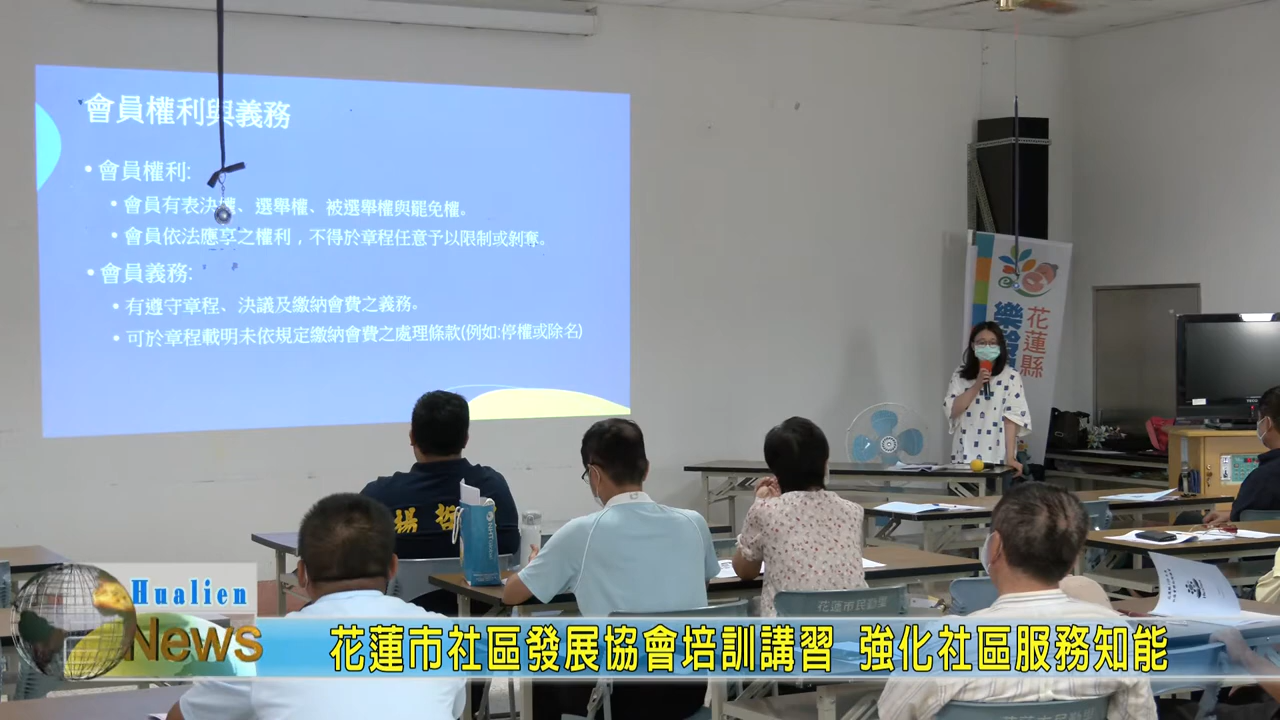 會員權利與義務
• 會員權利:
• 會員有表決權、選舉權、被選舉權與罷免權。
• 會員依法應享之權利，不得於章程任意予以限制或剝奪。
• 會員義務:
• 有遵守章程、決議及繳納會費之義務。
• 可於章程載明未依規定繳納會費之處理條款(例如:停權或除名)
花蓮縣
樂
楊 哲
花蓮市民勤里
Hualien
News
花蓮市社區發展協會培訓講習 強化社區服務知能